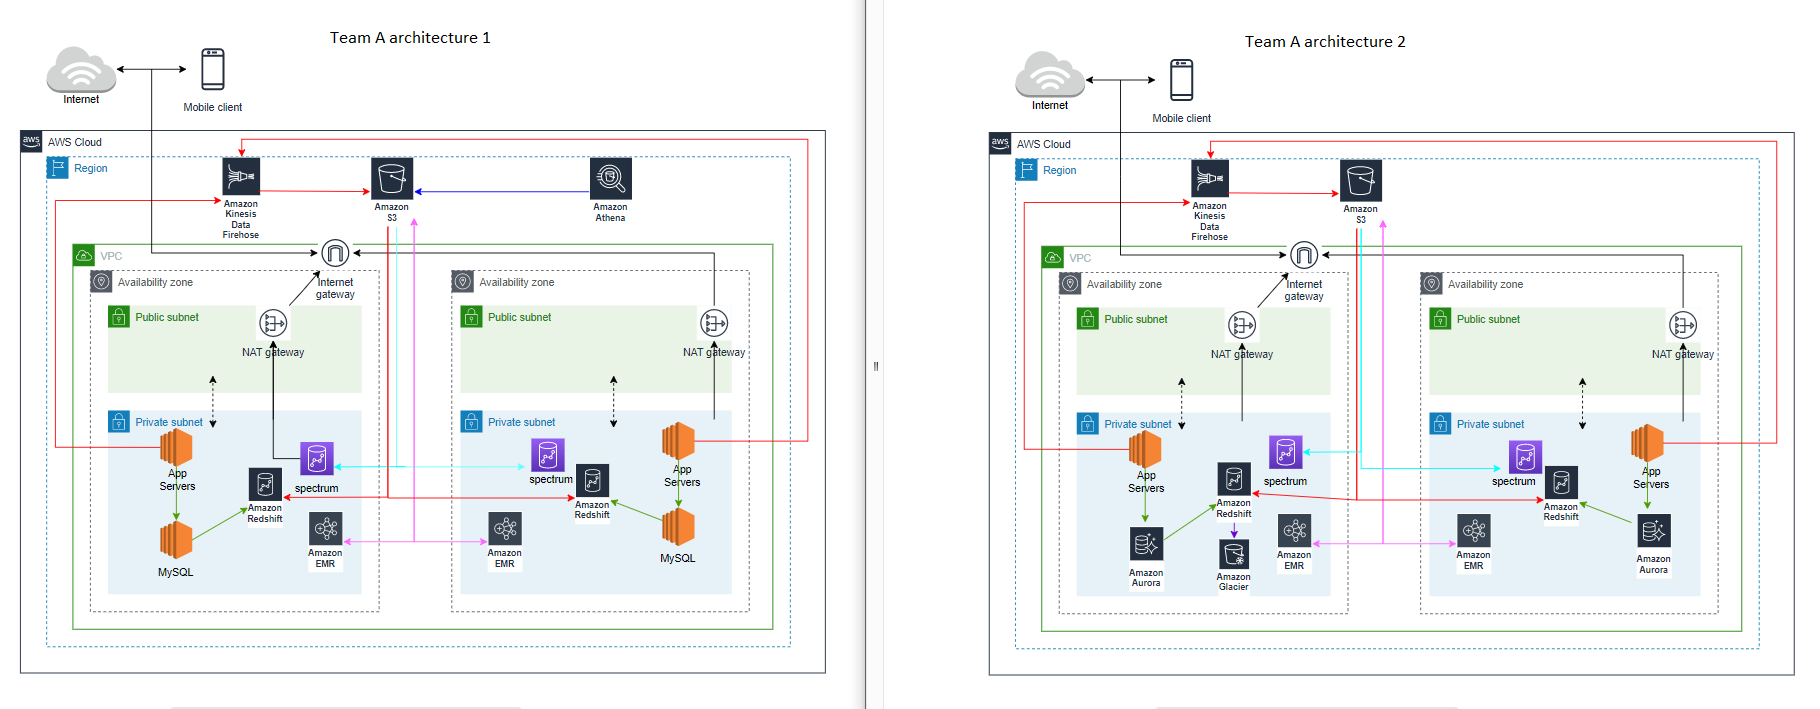 Team A architecture 1
Internet
Mobile client
aws
AWS Cloud
Region
Amazon
Kinesis
Data
Firehose
Amazon
S3
Amazon
Athena
VPC
Internet
gateway
Availability zone
Availability zone
Public subnet
Public subnet
NAT gateway
NAT gateway
Private subnet
Private subnet
App
Servers
spectrum
Amazon
Redshift
spectrum
Amazon
Redshift
App
Servers
MySQL
Amazon
EMR
Amazon
EMR
MySQL
Team A architecture 2
Internet
Mobile client
aws
AWS Cloud
Region
Amazon
Kinesis
Data
Firehose
Amazon
S3
VPC
Internet
gateway
Availability zone
Availability zone
Public subnet
Public subnet
NAT gateway
NAT gateway
Private subnet
Private subnet
App
Servers
spectrum
Amazon
Redshift
spectrum
Amazon
Redshift
App
Servers
Amazon
Aurora
Amazon
Glacier
Amazon
EMR
Amazon
EMR
Amazon
Aurora